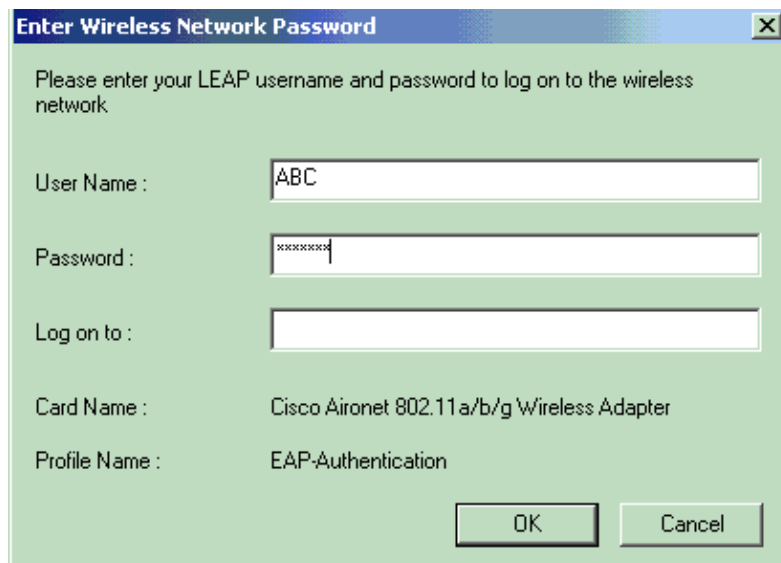 Enter Wireless Network Password
Please enter your LEAP username and password to log on to the wireless
network
User Name : ABC
Password : xxxxxxx
Log on to :
Card Name : Cisco Aironet 802.11a/b/g Wireless Adapter
Profile Name : EAP-Authentication
OK Cancel